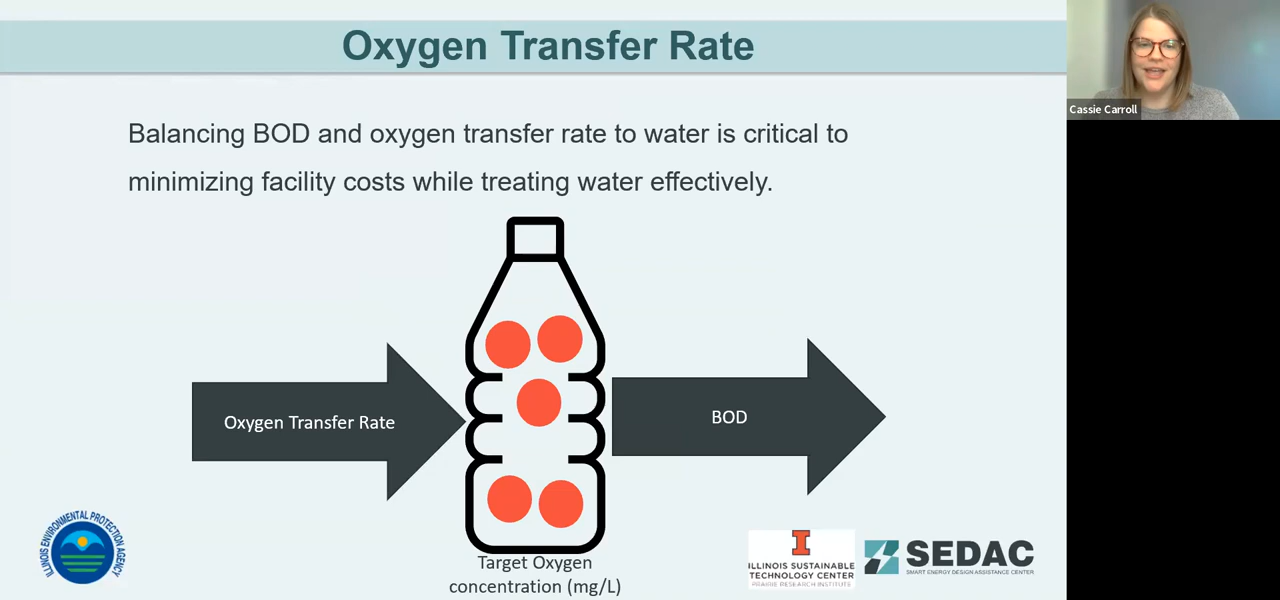 Oxygen Transfer Rate
Cassie Carroll
Balancing BOD and oxygen transfer rate to water is critical to
minimizing facility costs while treating water effectively.
Oxygen Transfer Rate
BOD
Target Oxygen
concentration (mg/L)
ILLINOIS ENVIRONMENTAL PROTECTION AGENCY
I
ILLINOIS SUSTAINABLE
TECHNOLOGY CENTER
PRAIRIE RESEARCH INSTITUTE
SEDAC
SMART ENERGY DESIGN ASSISTANCE CENTER